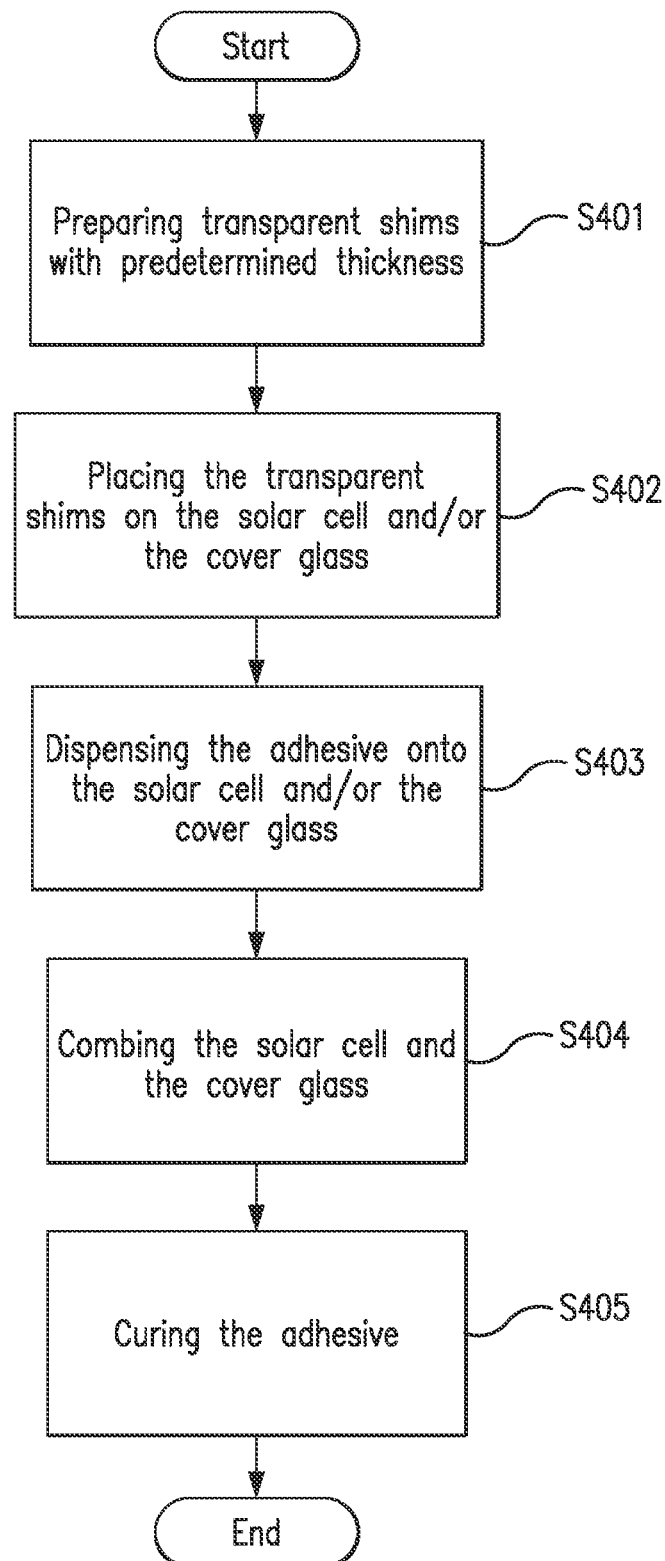 Start
Preparing transparent shims
with predetermined thickness
S401
Placing the transparent
shims on the solar cell and/or
the cover glass
S402
Dispensing the adhesive onto
the solar cell and/or the
cover glass
S403
Combing the solar cell and
the cover glass
S404
Curing the adhesive
S405
End